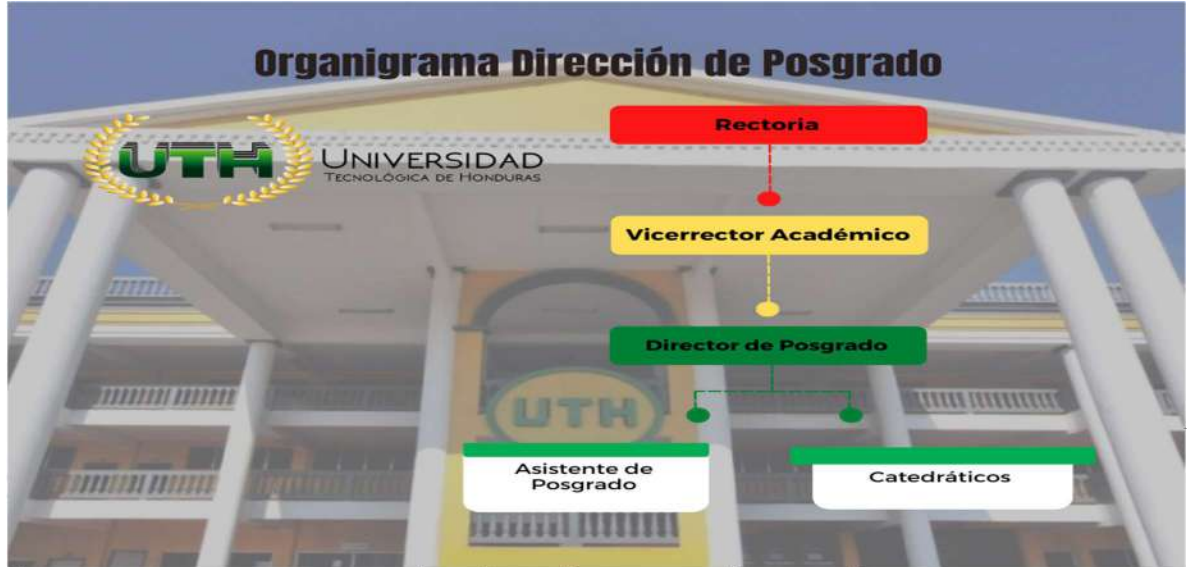 Organigrama Dirección de Posgrado
Rectoria
UTH
UNIVERSIDAD
TECNOLÓGICA DE HONDURAS
Vicerrector Académico
Director de Posgrado
UTH
Asistente de
Posgrado
Catedráticos